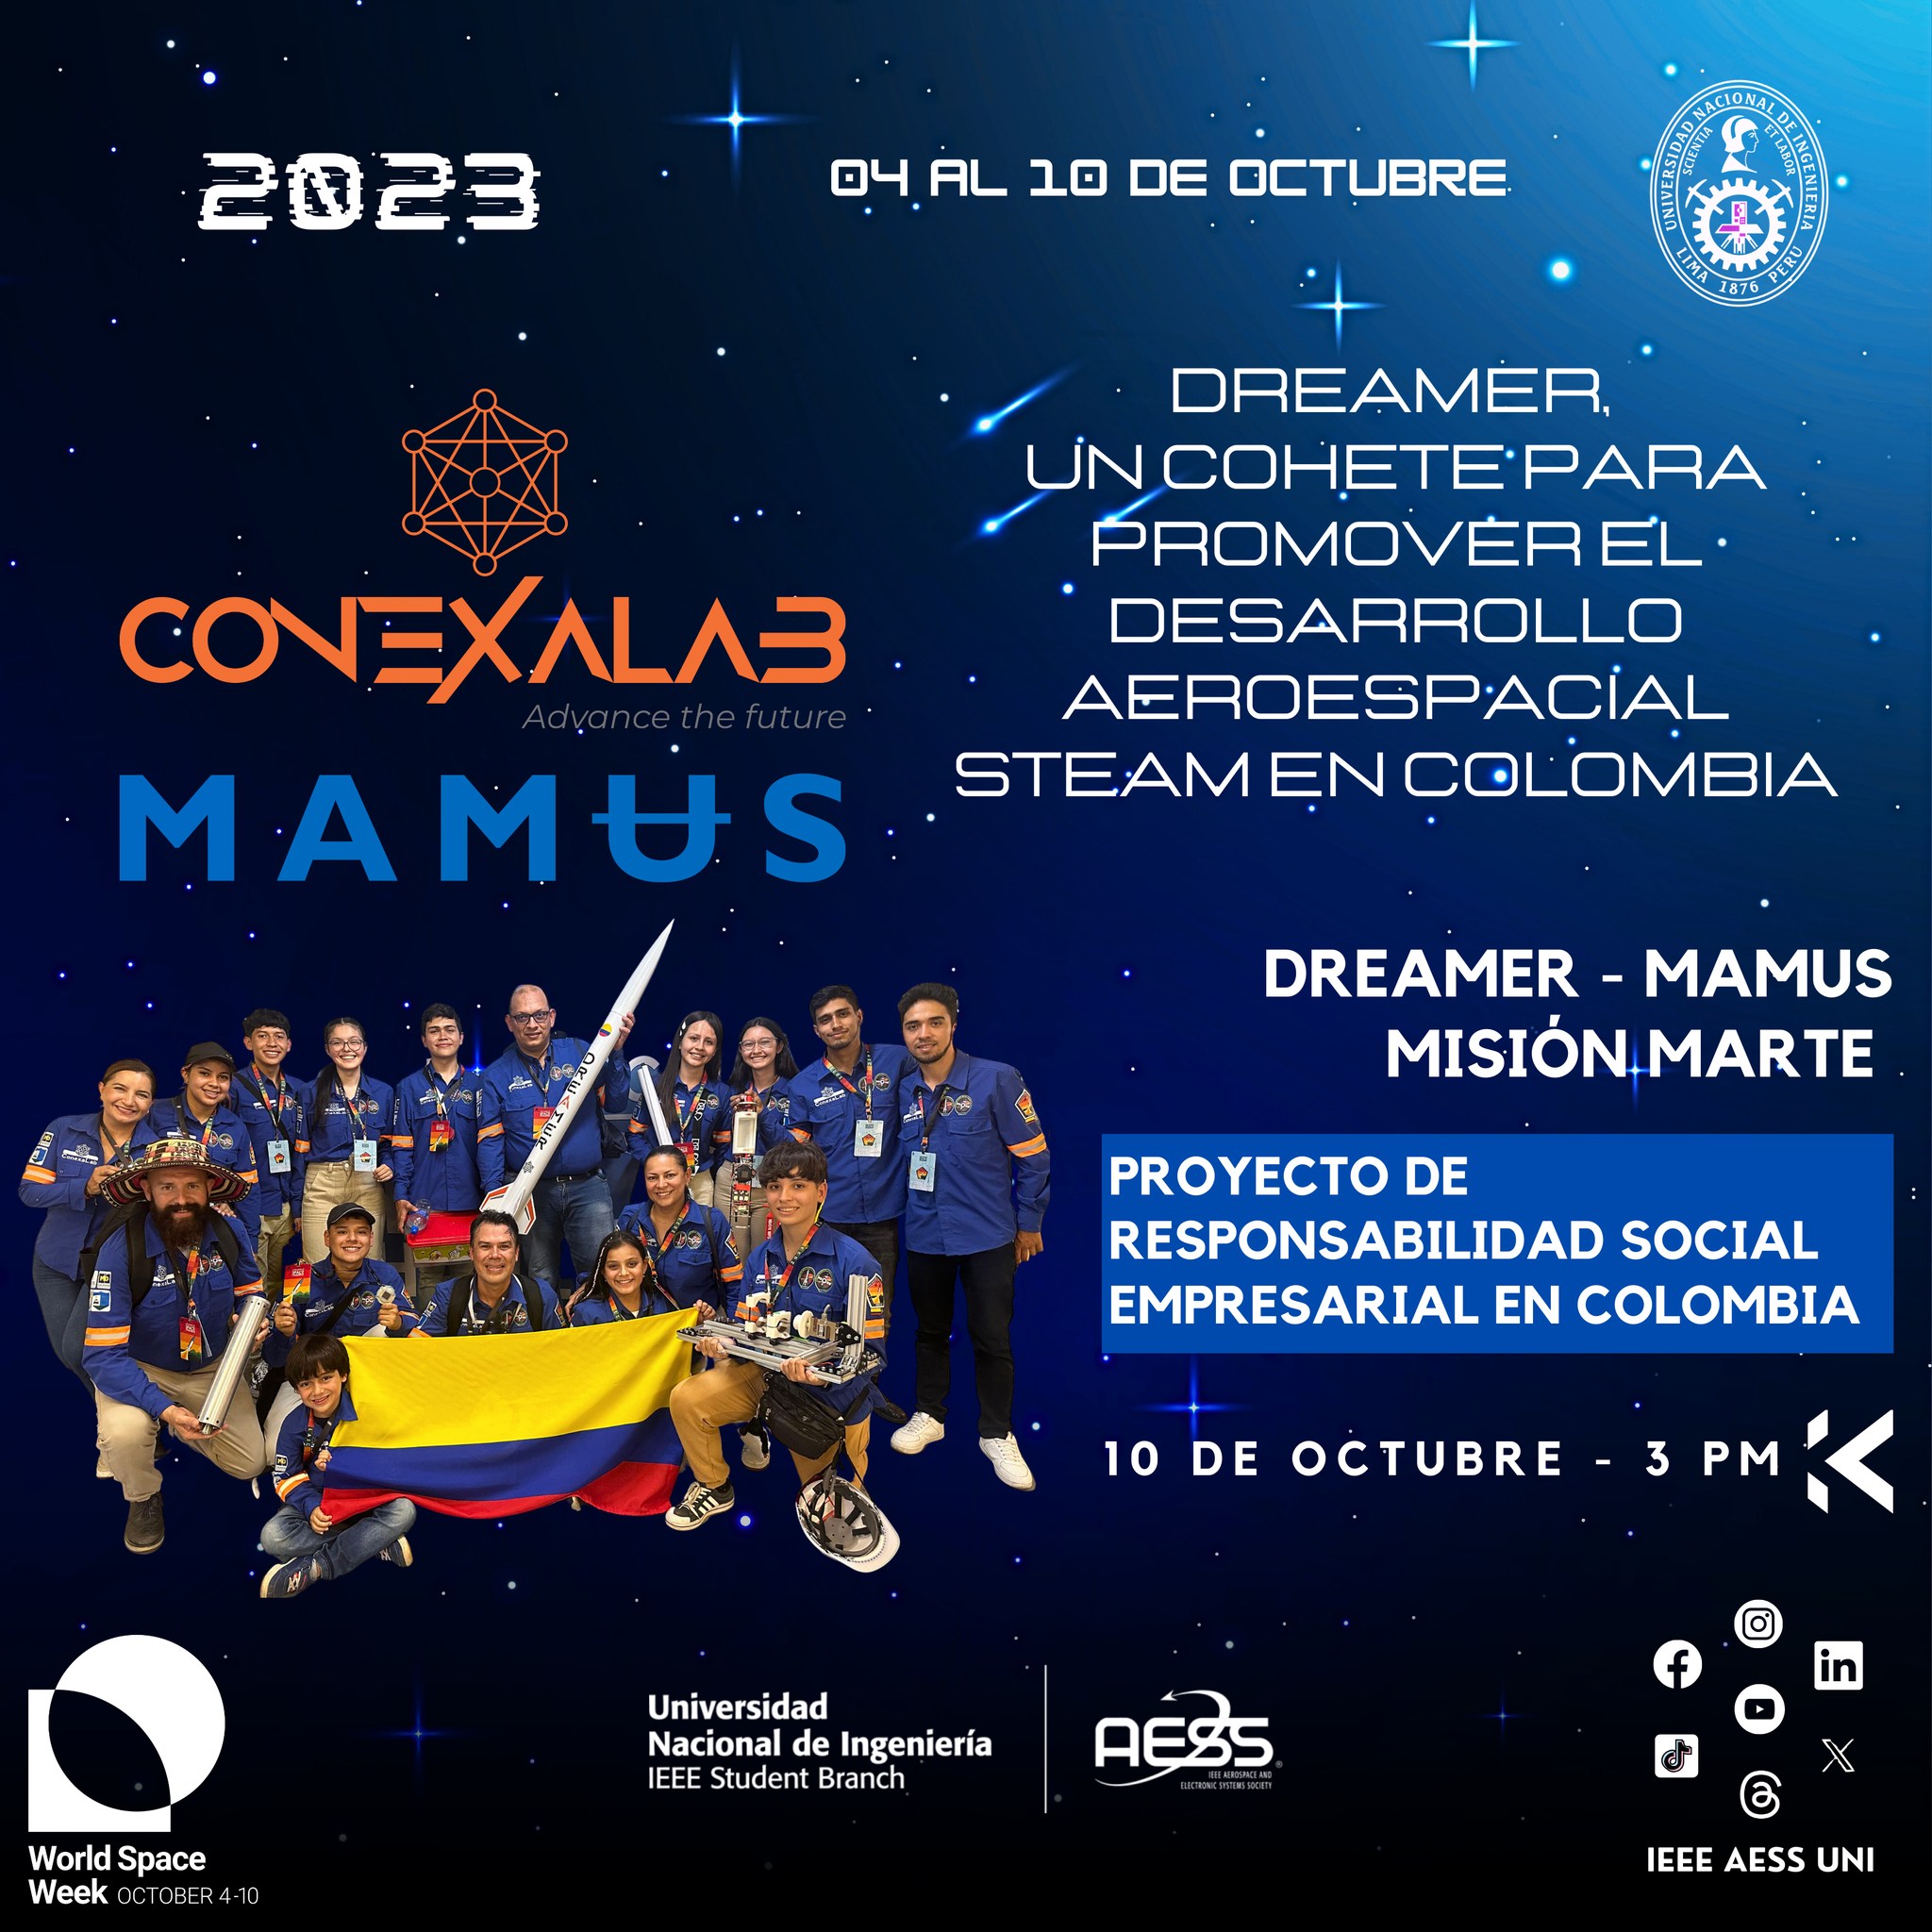 2023
04 AL 10 DE OCTUBRE
UNIVERSIDAD NACIONAL DE INGENIERIA
SCIENTIA ET LABOR
LIMA 1876 PERU
DREAMER,
UN COHETE PARA
PROMOVER EL
DESARROLLO
AEROESPACIAL
STEAM EN COLOMBIA
CONEXALAB
Advance the future
MAMUS
DREAMER
DREAMER - MAMUS
MISIÓN MARTE
PROYECTO DE
RESPONSABILIDAD SOCIAL
EMPRESARIAL EN COLOMBIA
10 DE OCTUBRE - 3 PM
World Space
Week OCTOBER 4-10
Universidad
Nacional de Ingeniería
IEEE Student Branch
AESS
IEEE AEROSPACE AND
ELECTRONIC SYSTEMS SOCIETY
IEEE AESS UNI